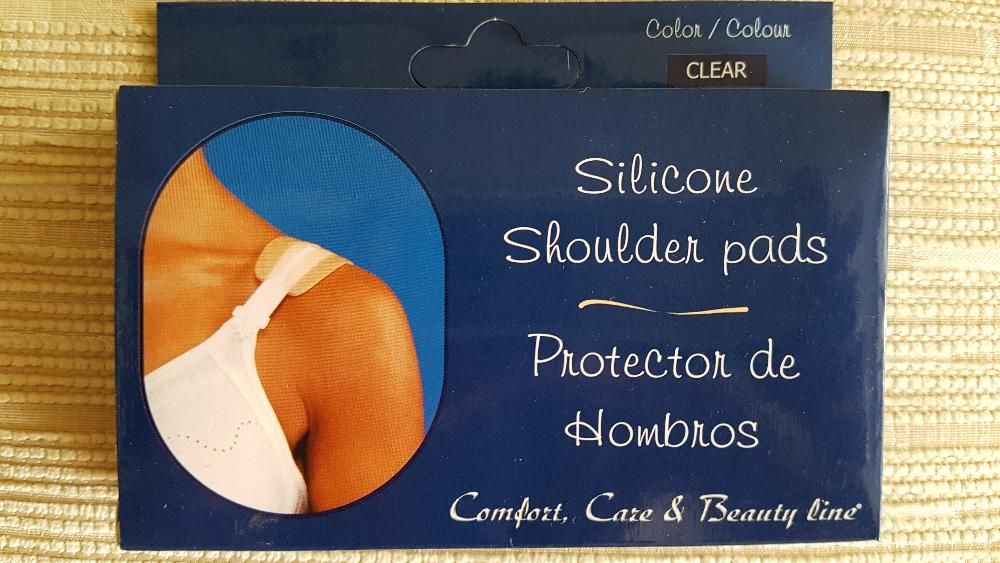 Color / Colour
CLEAR
Silicone
Shoulder pads
Protector de
Hombros
Comfort, Care & Beauty line®